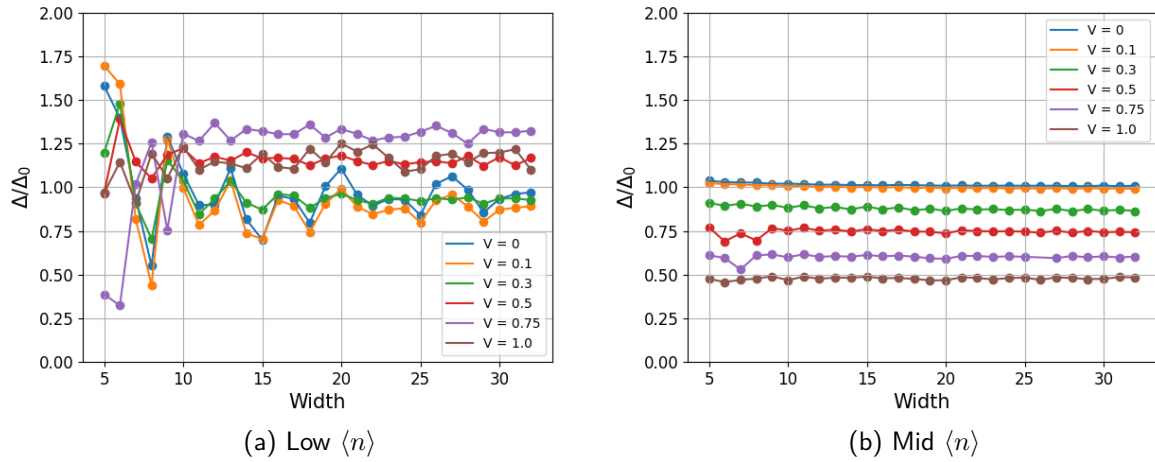 2.00
1.75
1.50
1.25
1.00
0.75
0.50
0.25
0.00
Δ/Δ₀
5 10 15 20 25 30
Width
V = 0
V = 0.1
V = 0.3
V = 0.5
V = 0.75
V = 1.0
(a) Low ⟨n⟩
2.00
1.75
1.50
1.25
1.00
0.75
0.50
0.25
0.00
Δ/Δ₀
5 10 15 20 25 30
Width
V = 0
V = 0.1
V = 0.3
V = 0.5
V = 0.75
V = 1.0
(b) Mid ⟨n⟩